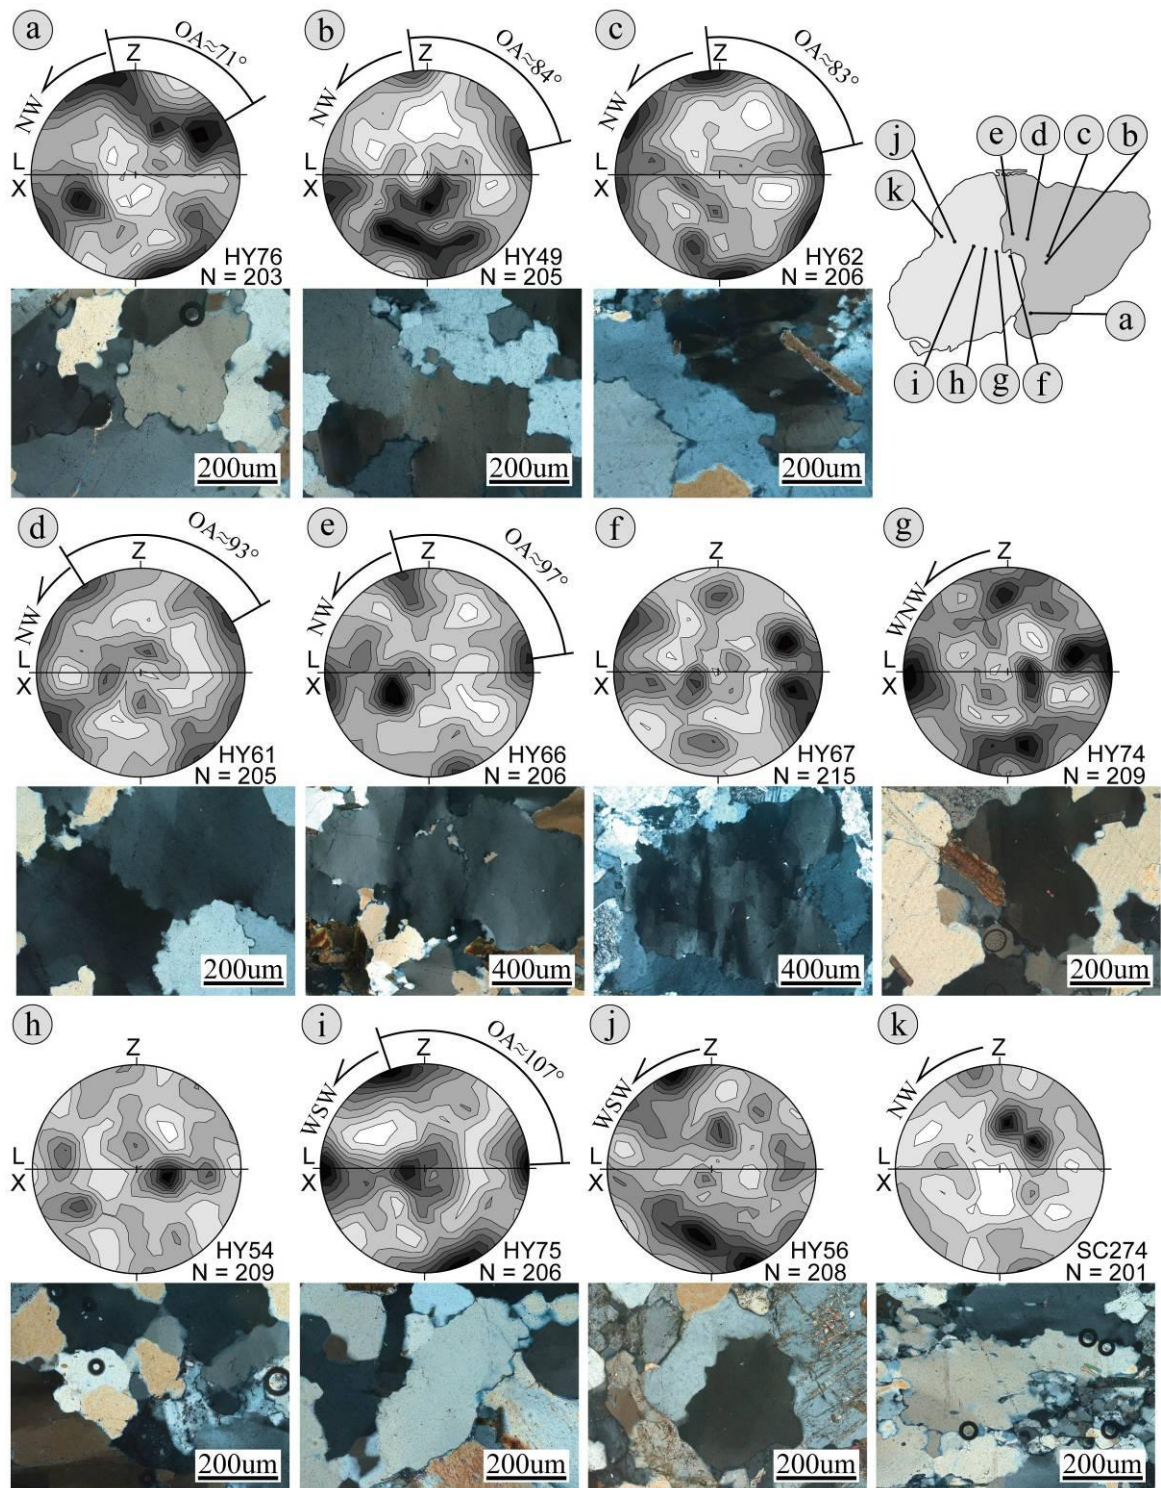 a
OA≈71°
NW
Z
L
X
HY76
N = 203
200um
b
OA≈84°
NW
Z
L
X
HY49
N = 205
200um
c
OA≈83°
NW
Z
L
X
HY62
N = 206
200um
j
e
d
c
b
k
a
i
h
g
f
d
OA≈93°
NW
Z
L
X
HY61
N = 205
200um
e
OA≈97°
NW
Z
L
X
HY66
N = 206
400um
f
Z
L
X
HY67
N = 215
400um
g
WNW
Z
L
X
HY74
N = 209
200um
h
Z
L
X
HY54
N = 209
200um
i
OA≈107°
WSW
Z
L
X
HY75
N = 206
200um
j
WSW
Z
L
X
HY56
N = 208
200um
k
NW
Z
L
X
SC274
N = 201
200um